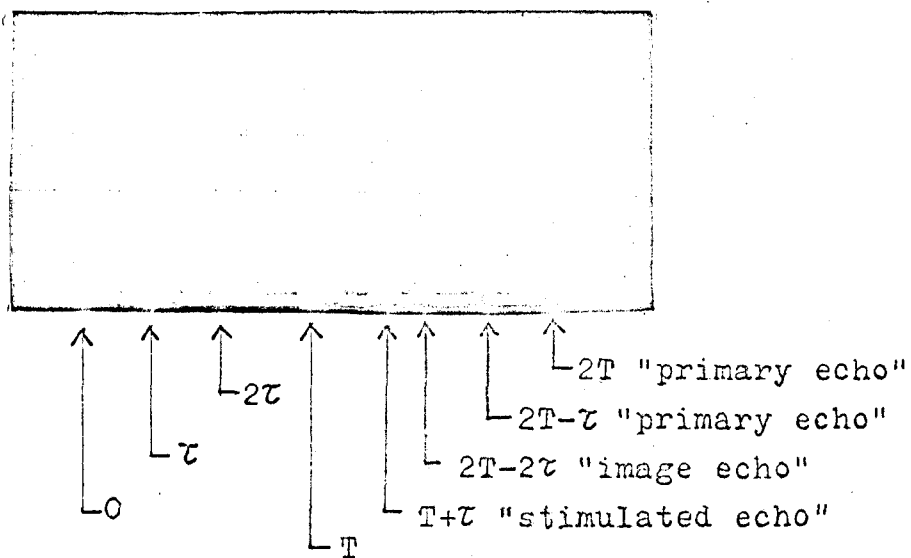 2T "primary echo"
2τ
2T-τ "primary echo"
τ
2T-2τ "image echo"
0
T+τ "stimulated echo"
T